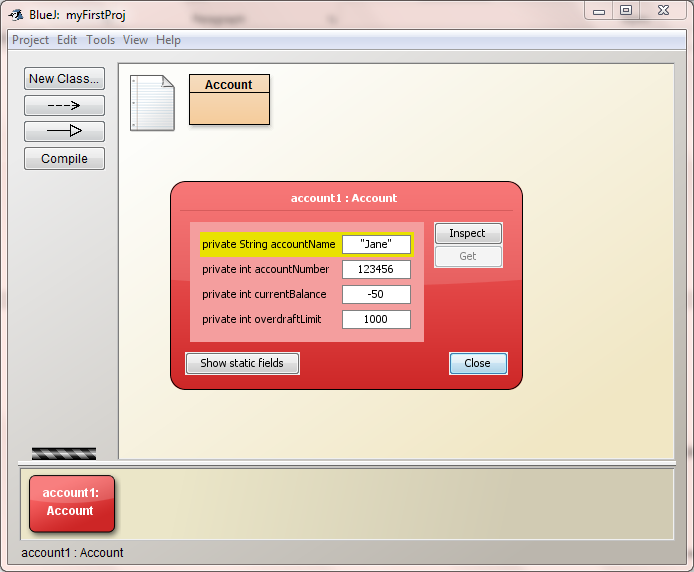 BlueJ: myFirstProj
Project Edit Tools View Help
New Class...
Compile
Account
account1 : Account
private String accountName "Jane"
private int accountNumber 123456
private int currentBalance -50
private int overdraftLimit 1000
Inspect
Get
Show static fields
Close
account1:
Account
account1 : Account